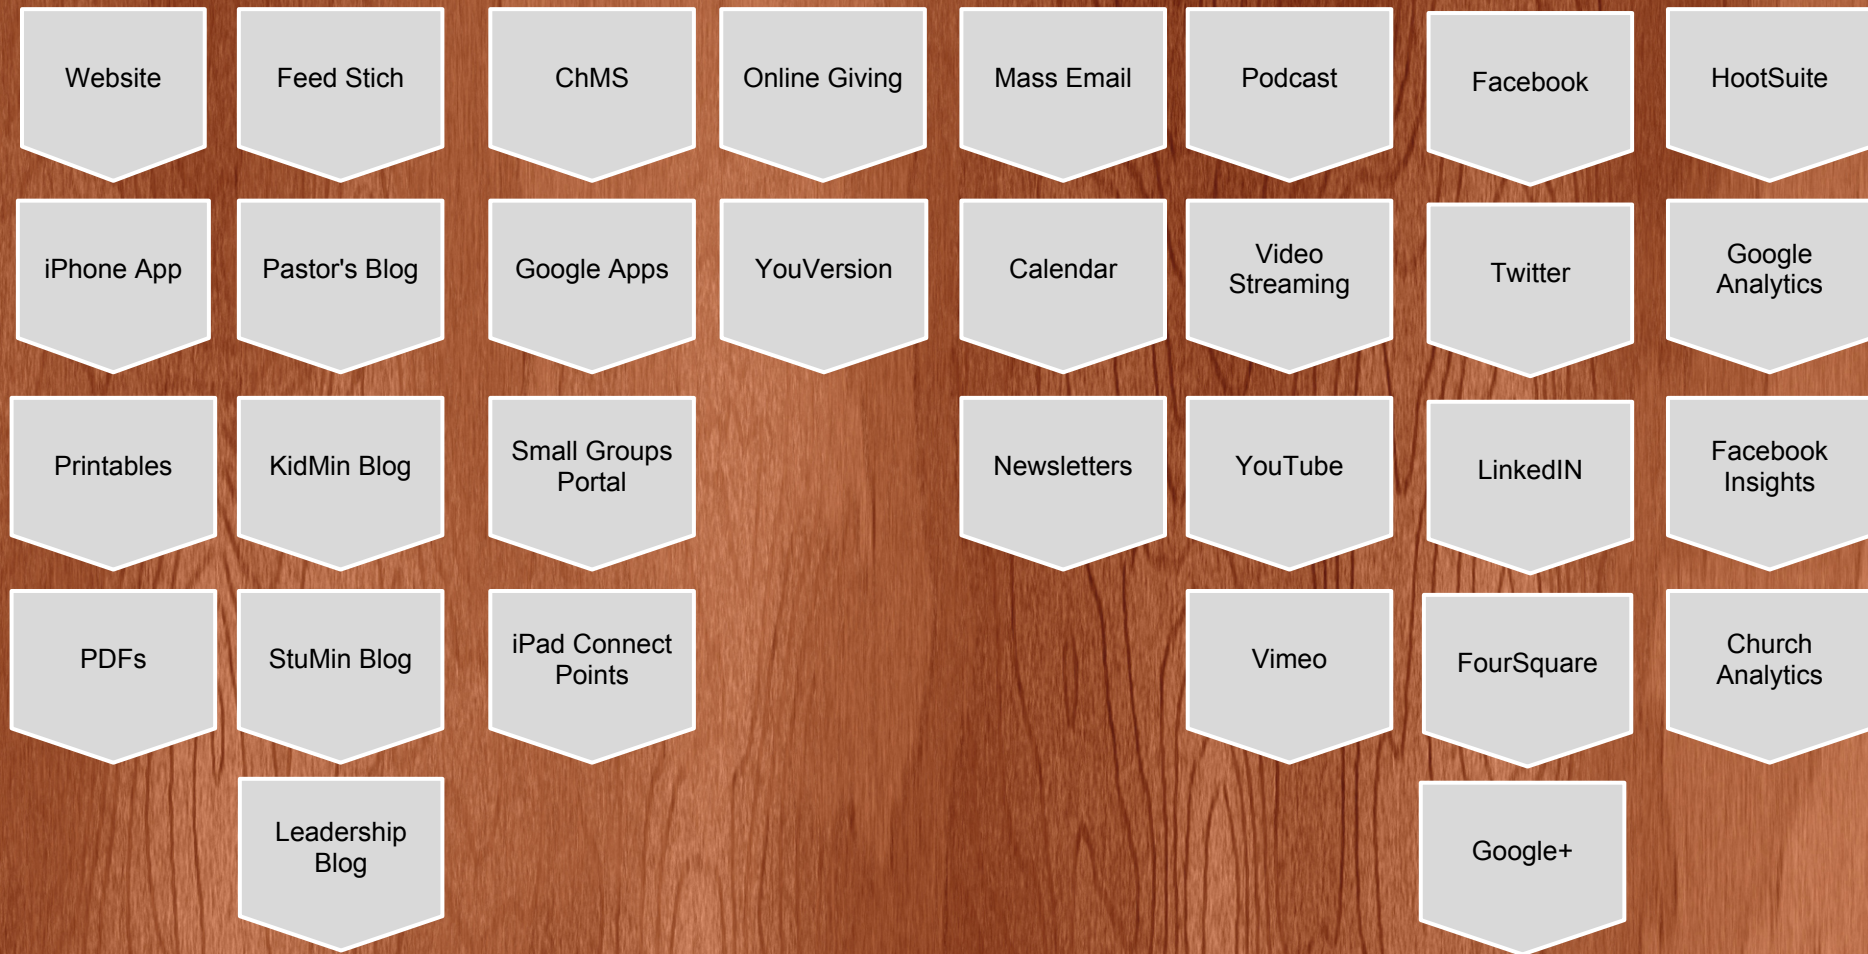 Website
Feed Stich
ChMS
Online Giving
Mass Email
Podcast
Facebook
HootSuite
iPhone App
Pastor's Blog
Google Apps
YouVersion
Calendar
Video
Streaming
Twitter
Google
Analytics
Printables
KidMin Blog
Small Groups
Portal
Newsletters
YouTube
LinkedIN
Facebook
Insights
PDFs
StuMin Blog
iPad Connect
Points
Vimeo
FourSquare
Church
Analytics
Leadership
Blog
Google+